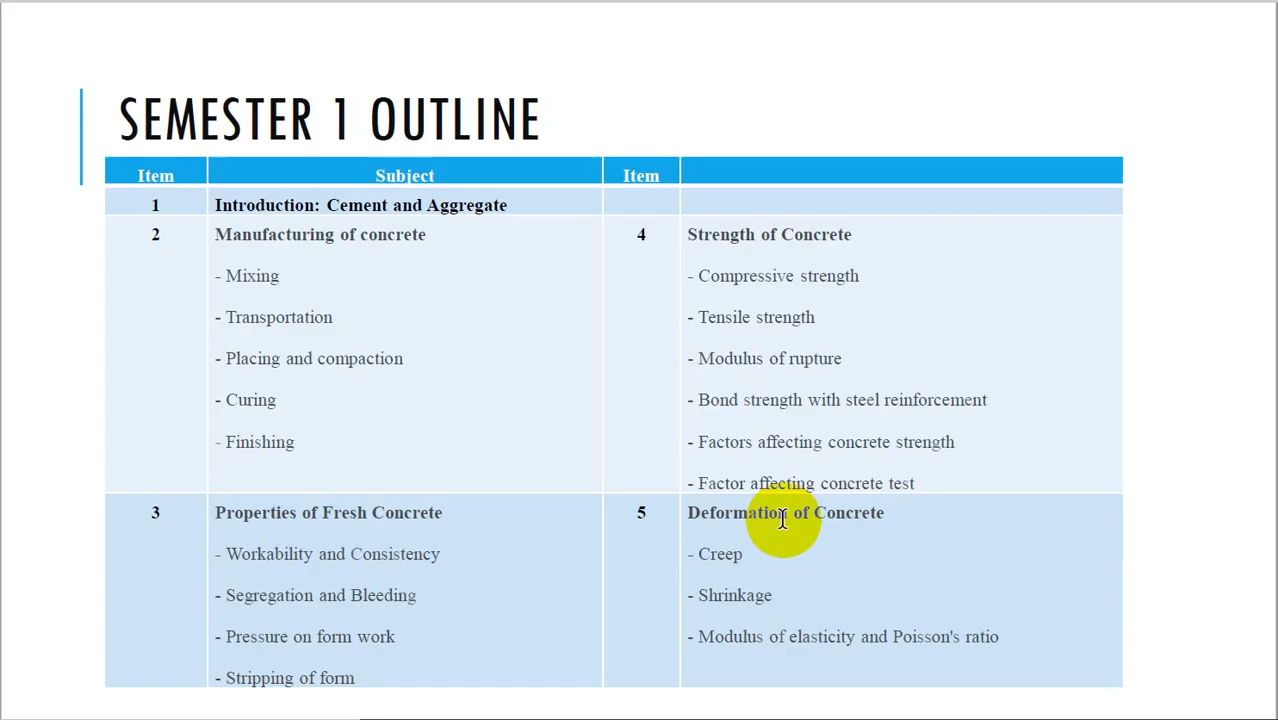 SEMESTER 1 OUTLINE
Item Subject Item
1 Introduction: Cement and Aggregate
2 Manufacturing of concrete
- Mixing
- Transportation
- Placing and compaction
- Curing
- Finishing
4 Strength of Concrete
- Compressive strength
- Tensile strength
- Modulus of rupture
- Bond strength with steel reinforcement
- Factors affecting concrete strength
- Factor affecting concrete test
3 Properties of Fresh Concrete
- Workability and Consistency
- Segregation and Bleeding
- Pressure on form work
- Stripping of form
5 Deformation of Concrete
- Creep
- Shrinkage
- Modulus of elasticity and Poisson's ratio